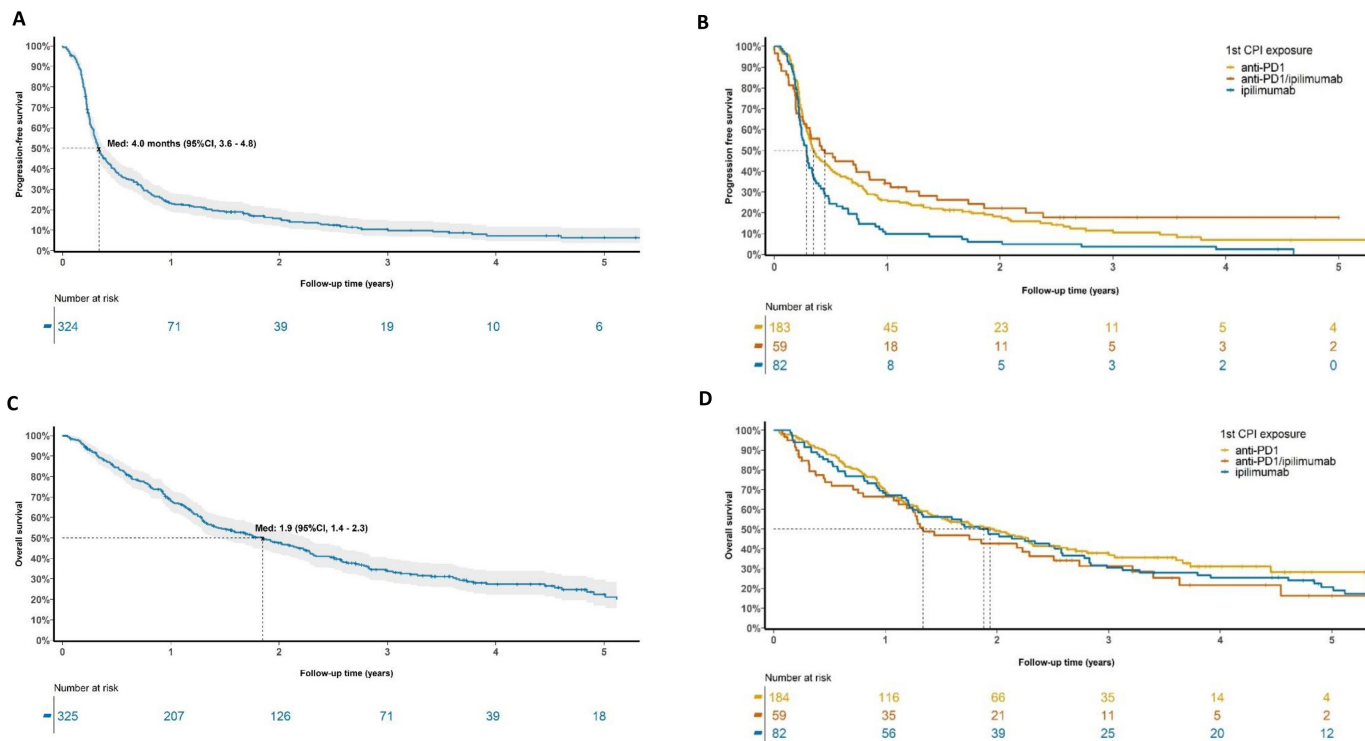 A
100%
90%
80%
70%
60%
50%
40%
30%
20%
10%
0%
Progression-free survival
Med: 4.0 months (95%CI, 3.6 - 4.8)
0 1 2 3 4 5
Follow-up time (years)
Number at risk
324 71 39 19 10 6
B
100%
90%
80%
70%
60%
50%
40%
30%
20%
10%
0%
Progression free survival
1st CPI exposure
anti-PD1
anti-PD1/ipilimumab
ipilimumab
0 1 2 3 4 5
Follow-up time (years)
Number at risk
183 45 23 11 5 4
59 18 11 5 3 2
82 8 5 3 2 0
C
100%
90%
80%
70%
60%
50%
40%
30%
20%
10%
0%
Overall survival
Med: 1.9 (95%CI, 1.4 - 2.3)
0 1 2 3 4 5
Follow-up time (years)
Number at risk
325 207 126 71 39 18
D
100%
90%
80%
70%
60%
50%
40%
30%
20%
10%
0%
Overall survival
1st CPI exposure
anti-PD1
anti-PD1/ipilimumab
ipilimumab
0 1 2 3 4 5
Follow-up time (years)
Number at risk
184 116 66 35 14 4
59 35 21 11 5 2
82 56 39 25 20 12